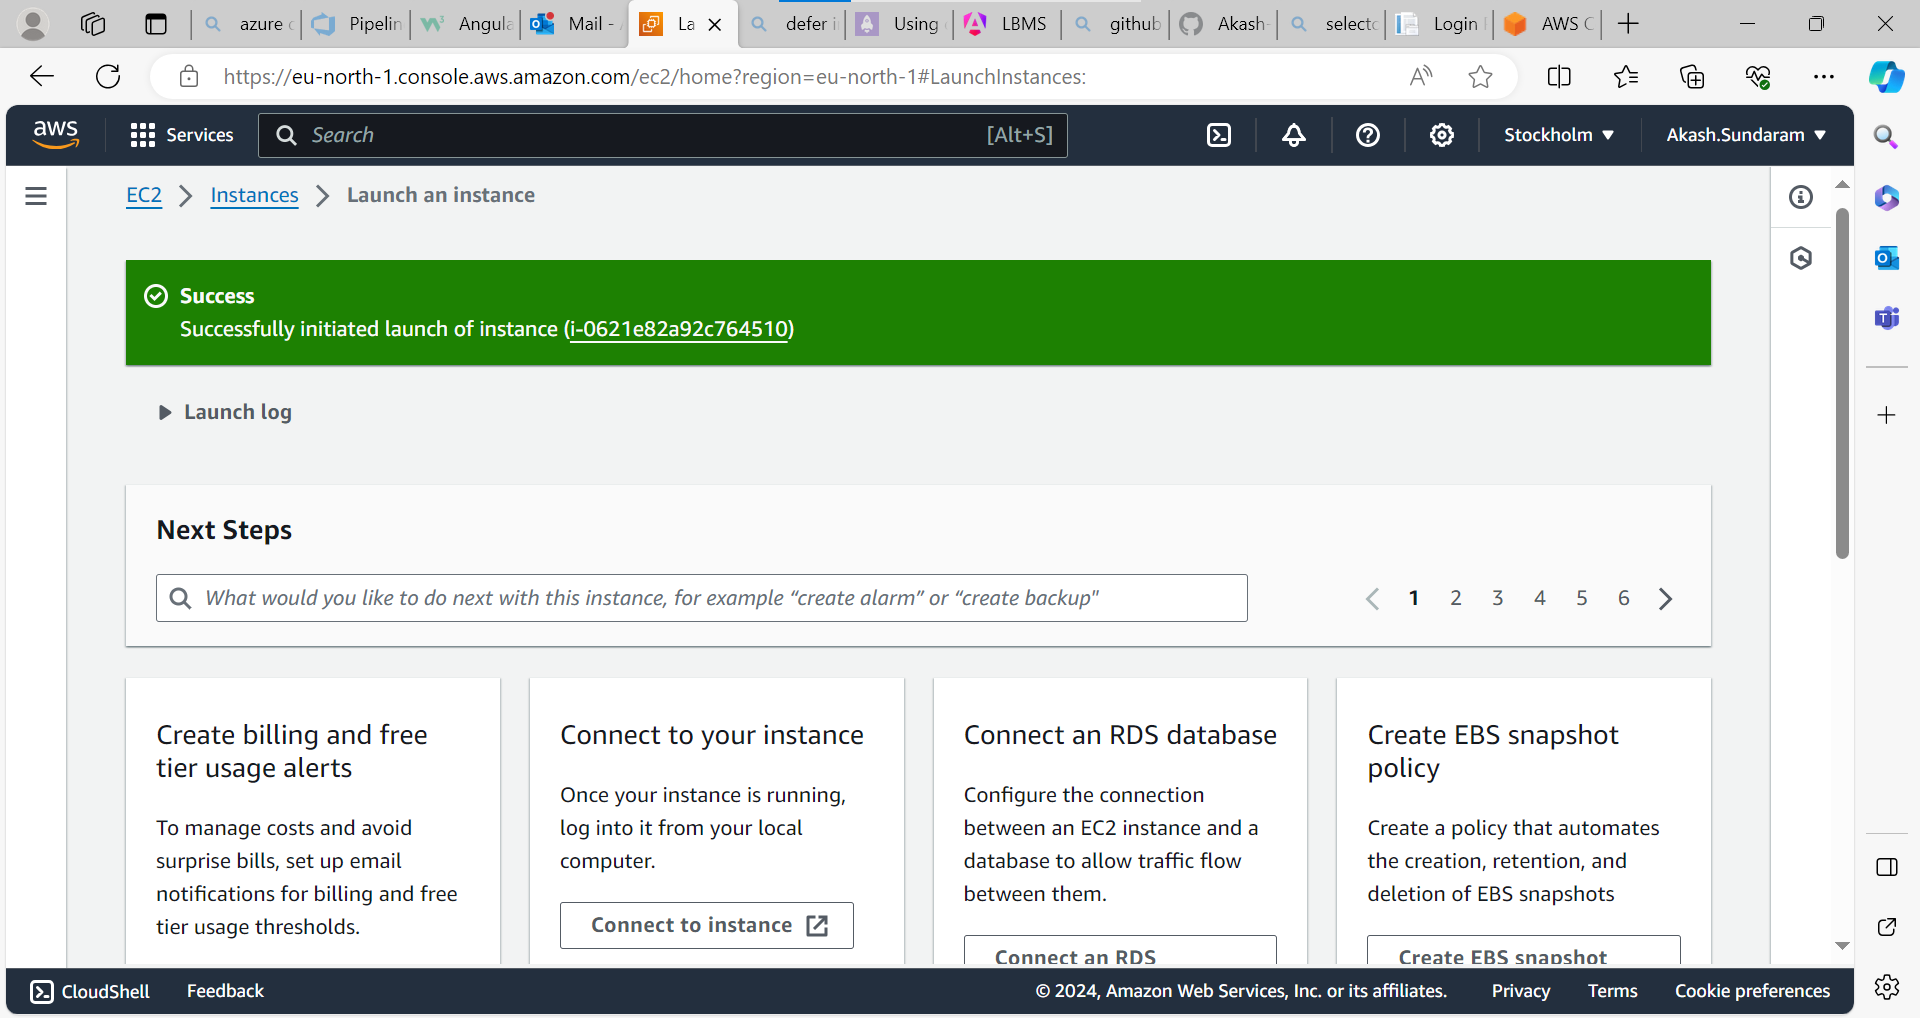 azure
Pipelin
Angula
Mail -
La
defer i
Using
LBMS
github
Akash-
selecto
Login
AWS C
https://eu-north-1.console.aws.amazon.com/ec2/home?region=eu-north-1#LaunchInstances:
aws
Services
Search
[Alt+S]
Stockholm
Akash.Sundaram
EC2
Instances
Launch an instance
Success
Successfully initiated launch of instance (i-0621e82a92c764510)
Launch log
Next Steps
What would you like to do next with this instance, for example “create alarm” or “create backup"
1 2 3 4 5 6
Create billing and free
tier usage alerts
To manage costs and avoid
surprise bills, set up email
notifications for billing and free
tier usage thresholds.
Connect to your instance
Once your instance is running,
log into it from your local
computer.
Connect to instance
Connect an RDS database
Configure the connection
between an EC2 instance and a
database to allow traffic flow
between them.
Connect an RDS
Create EBS snapshot
policy
Create a policy that automates
the creation, retention, and
deletion of EBS snapshots
Create EBS snapshot
CloudShell
Feedback
© 2024, Amazon Web Services, Inc. or its affiliates.
Privacy
Terms
Cookie preferences